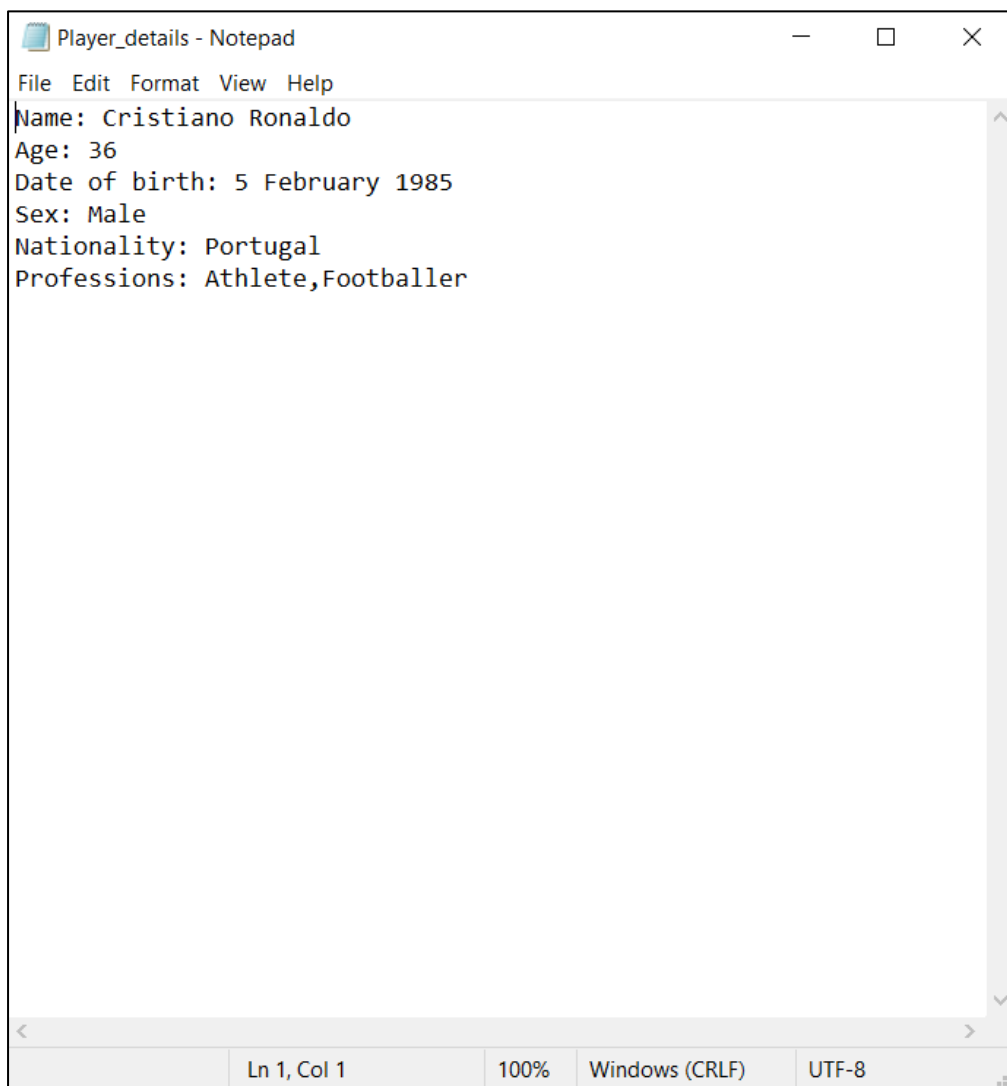 Player_details - Notepad
File Edit Format View Help
Name: Cristiano Ronaldo
Age: 36
Date of birth: 5 February 1985
Sex: Male
Nationality: Portugal
Professions: Athlete,Footballer
Ln 1, Col 1 100% Windows (CRLF) UTF-8